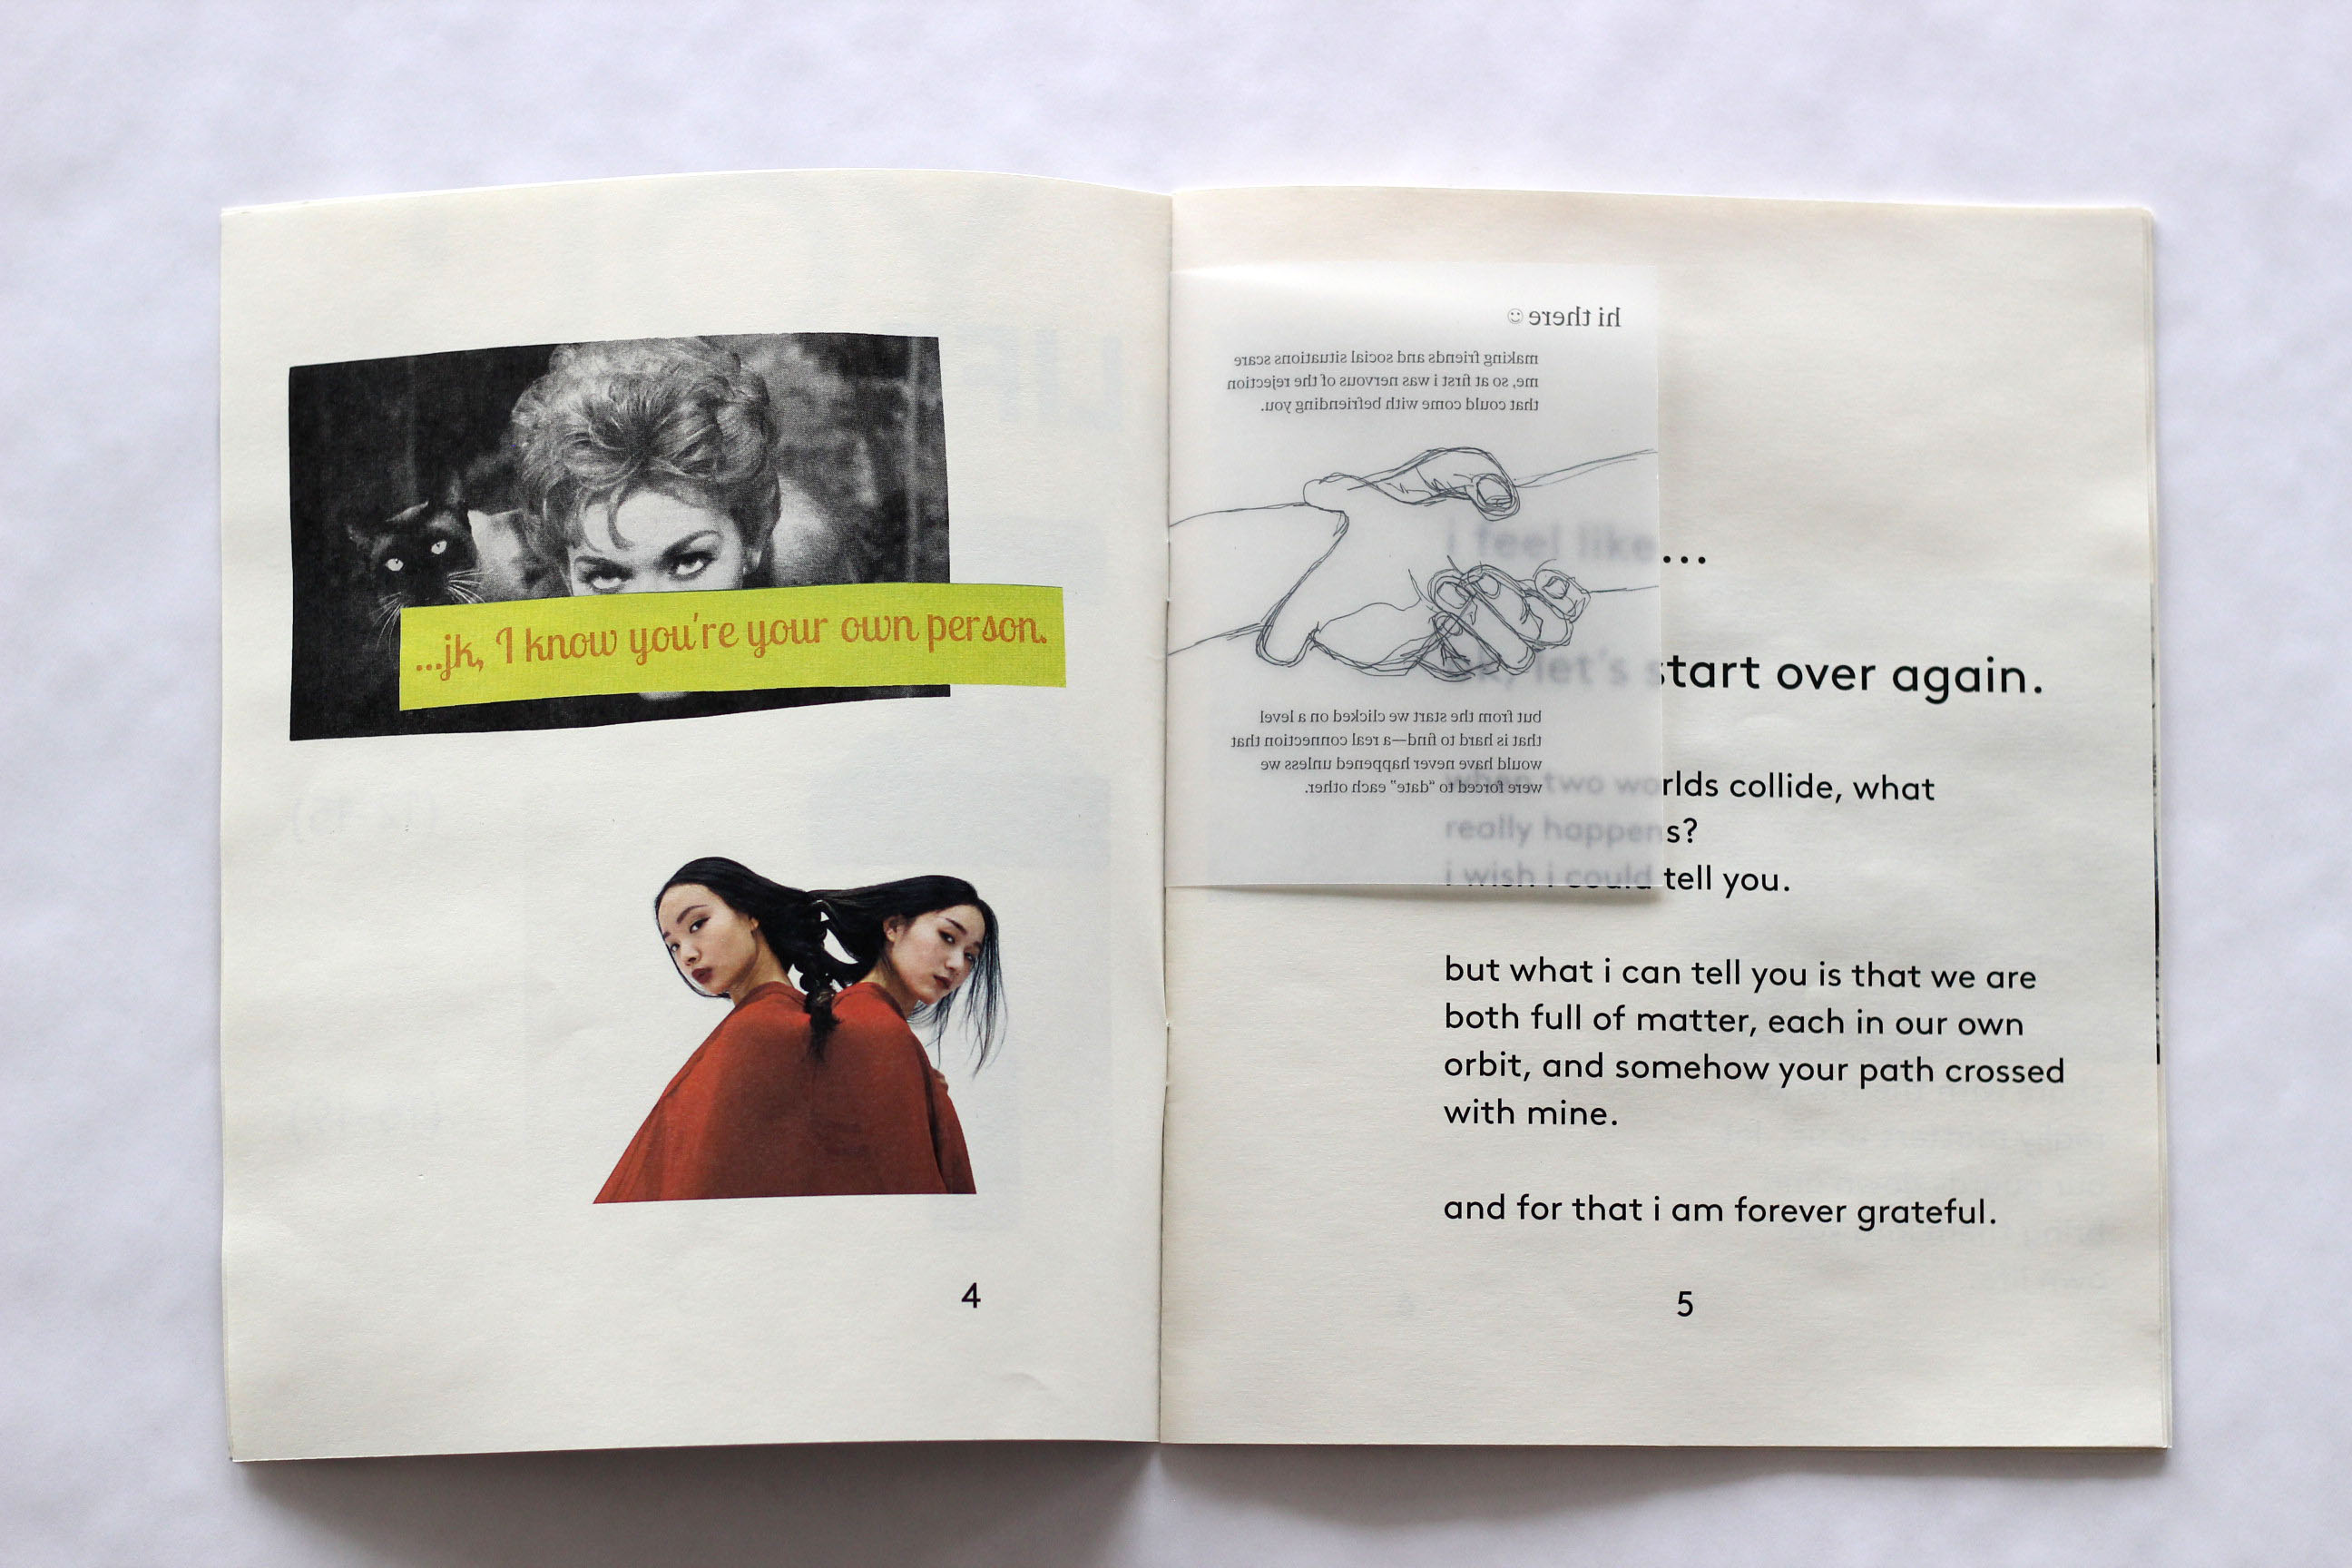 ...jk, I know you're your own person.
4
hi there ☺
making friends and social situations scare
me, so at first i was nervous of the rejection
that could come with befriending you.
but from the start we clicked on a level
that is hard to find—a real connection that
would have never happened unless we
were forced to “date” each other.
i feel like...
ok, let's start over again.
when two worlds collide, what
really happens?
i wish i could tell you.
but what i can tell you is that we are
both full of matter, each in our own
orbit, and somehow your path crossed
with mine.
and for that i am forever grateful.
5